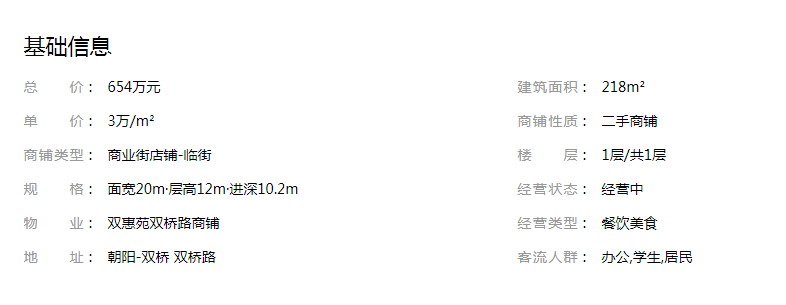 基础信息
总价： 654万元 建筑面积： 218m²
单价： 3万/m² 商铺性质： 二手商铺
商铺类型： 商业街店铺-临街 楼层： 1层/共1层
规格： 面宽20m·层高12m·进深10.2m 经营状态： 经营中
物业： 双惠苑双桥路商铺 经营类型： 餐饮美食
地址： 朝阳-双桥 双桥路 客流人群： 办公,学生,居民